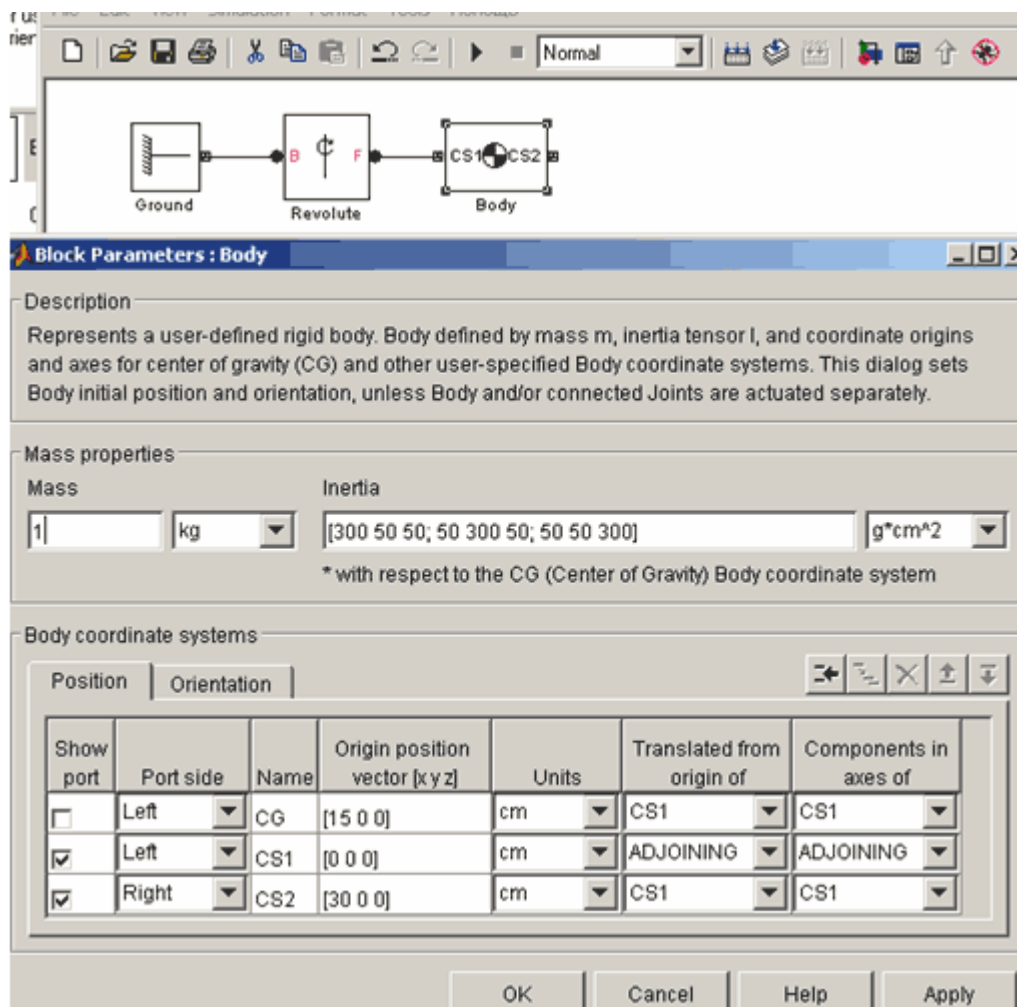 Normal
B F CS1 CS2
Ground
Revolute
Body
Block Parameters : Body
Description
Represents a user-defined rigid body. Body defined by mass m, inertia tensor I, and coordinate origins
and axes for center of gravity (CG) and other user-specified Body coordinate systems. This dialog sets
Body initial position and orientation, unless Body and/or connected Joints are actuated separately.
Mass properties
Mass Inertia
1 kg [300 50 50; 50 300 50; 50 50 300] g*cm^2
* with respect to the CG (Center of Gravity) Body coordinate system
Body coordinate systems
Position Orientation
Show Origin position Translated from Components in
port Port side Name vector [x y z] Units origin of axes of
Left CG [15 0 0] cm CS1 CS1
Left CS1 [0 0 0] cm ADJOINING ADJOINING
Right CS2 [30 0 0] cm CS1 CS1
OK Cancel Help Apply